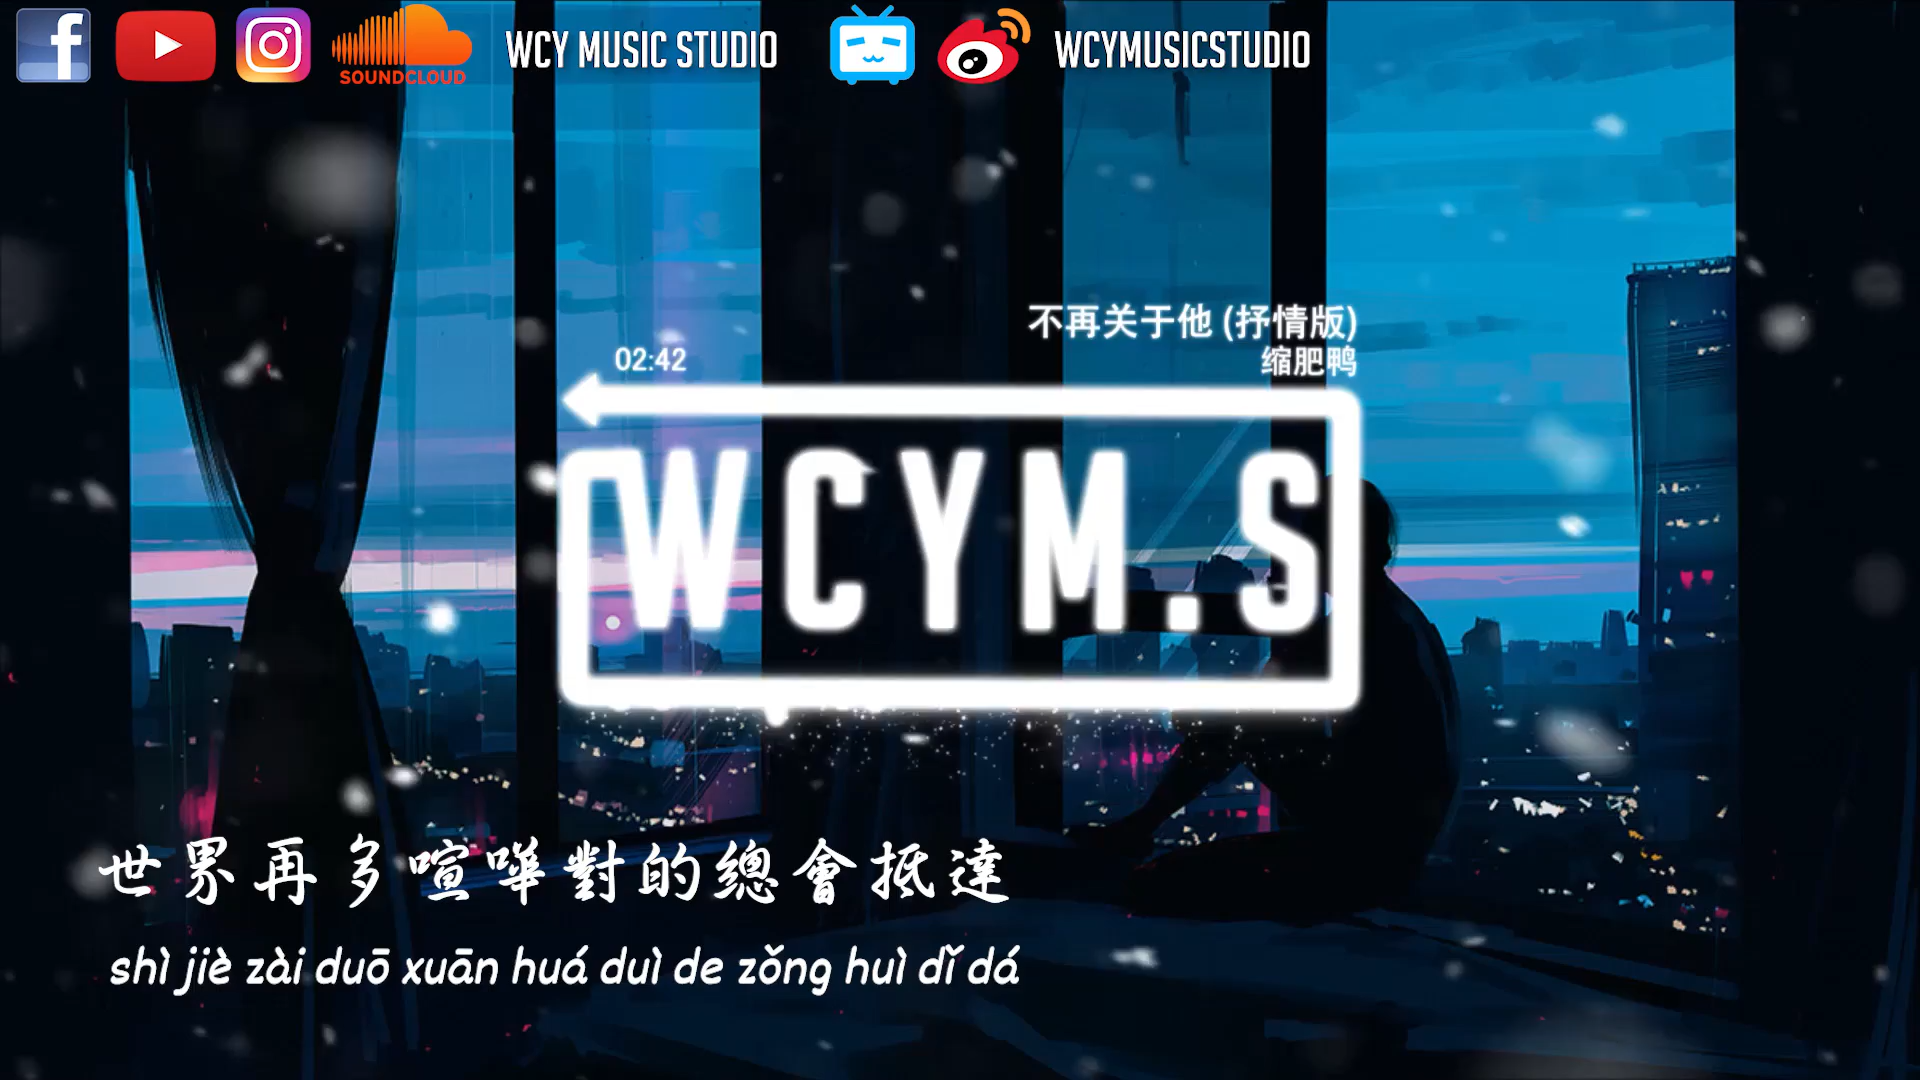 SOUNDCLOUD
WCY MUSIC STUDIO
WCYMUSICSTUDIO
不再关于他 (抒情版)
02:42
缩肥鸭
WCYM.S
世界再多喧嘩對的總會抵達
shì jiè zài duō xuān huá duì de zǒng huì dǐ dá